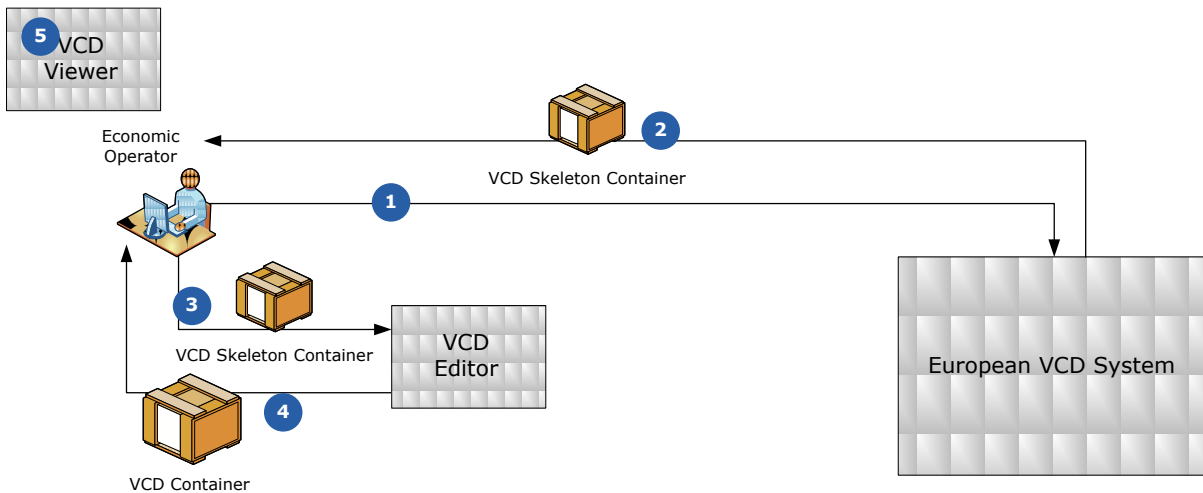 5
VCD
Viewer
Economic
Operator
2
VCD Skeleton Container
1
3
VCD Skeleton Container
VCD
Editor
European VCD System
4
VCD Container